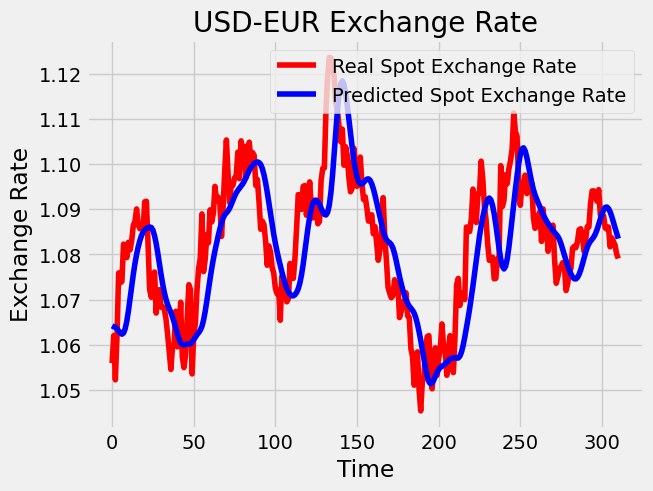 USD-EUR Exchange Rate
Real Spot Exchange Rate
Predicted Spot Exchange Rate
Exchange Rate
1.12
1.11
1.10
1.09
1.08
1.07
1.06
1.05
0 50 100 150 200 250 300
Time